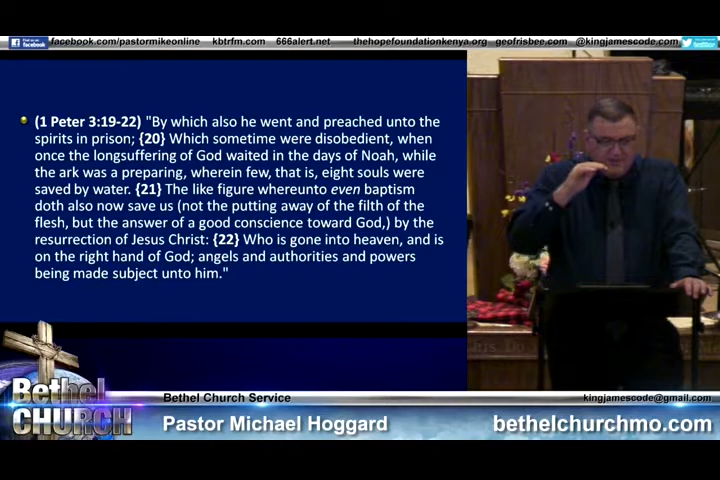 Find us on facebook facebook.com/pastormikeonline kbtrfm.com 666alert.net thehopefoundationkenya.org geofrisbee.com @kingjamescode.com twitter
(1 Peter 3:19-22) "By which also he went and preached unto the
spirits in prison; {20} Which sometime were disobedient, when
once the longsuffering of God waited in the days of Noah, while
the ark was a preparing, wherein few, that is, eight souls were
saved by water. {21} The like figure whereunto even baptism
doth also now save us (not the putting away of the filth of the
flesh, but the answer of a good conscience toward God,) by the
resurrection of Jesus Christ: {22} Who is gone into heaven, and is
on the right hand of God; angels and authorities and powers
being made subject unto him."
Bethel
CHURCH
Bethel Church Service kingjamescode@gmail.com
Pastor Michael Hoggard bethelchurchmo.com